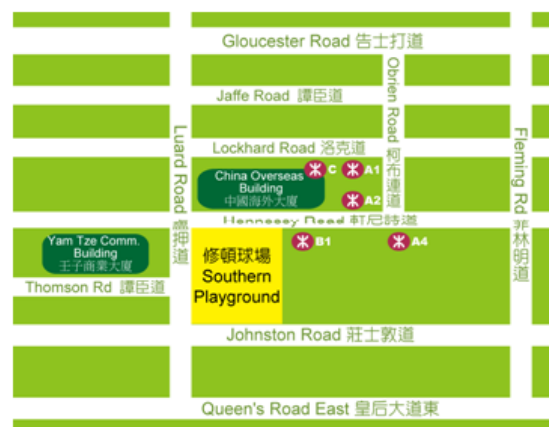 Gloucester Road 告士打道
Jaffe Road 譚臣道
Obrien Road 柯布連道
Luard Road 盧押道
Fleming Rd 菲林明道
Lockhard Road 洛克道
C
A1
China Overseas
Building
中國海外大廈
A2
Hennessy Road 軒尼詩道
Yam Tze Comm.
Building
壬子商業大廈
修頓球場
Southern
Playground
B1
A4
Thomson Rd 譚臣道
Johnston Road 莊士敦道
Queen's Road East 皇后大道東